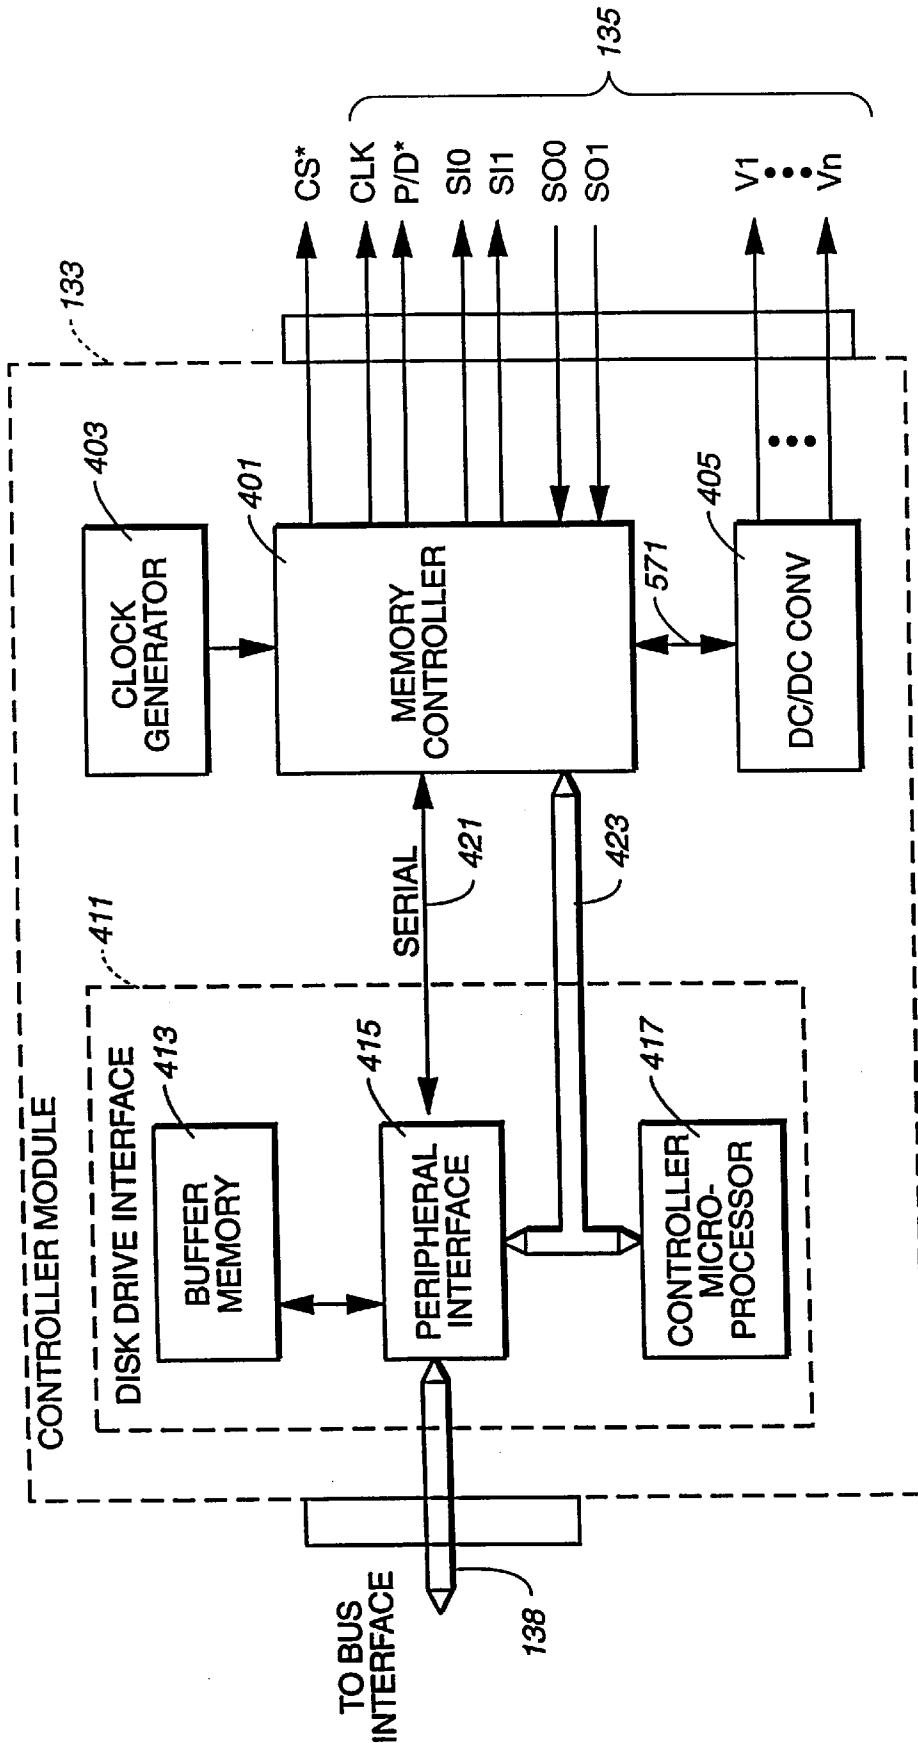 CONTROLLER MODULE
133
DISK DRIVE INTERFACE
411
BUFFER
MEMORY
413
CLOCK
GENERATOR
403
TO BUS
INTERFACE
138
PERIPHERAL
INTERFACE
415
SERIAL
421
MEMORY
CONTROLLER
401
CS*
CLK
P/D*
SI0
SI1
SO0
SO1
135
423
571
CONTROLLER
MICRO-
PROCESSOR
417
DC/DC CONV
405
V1
Vn